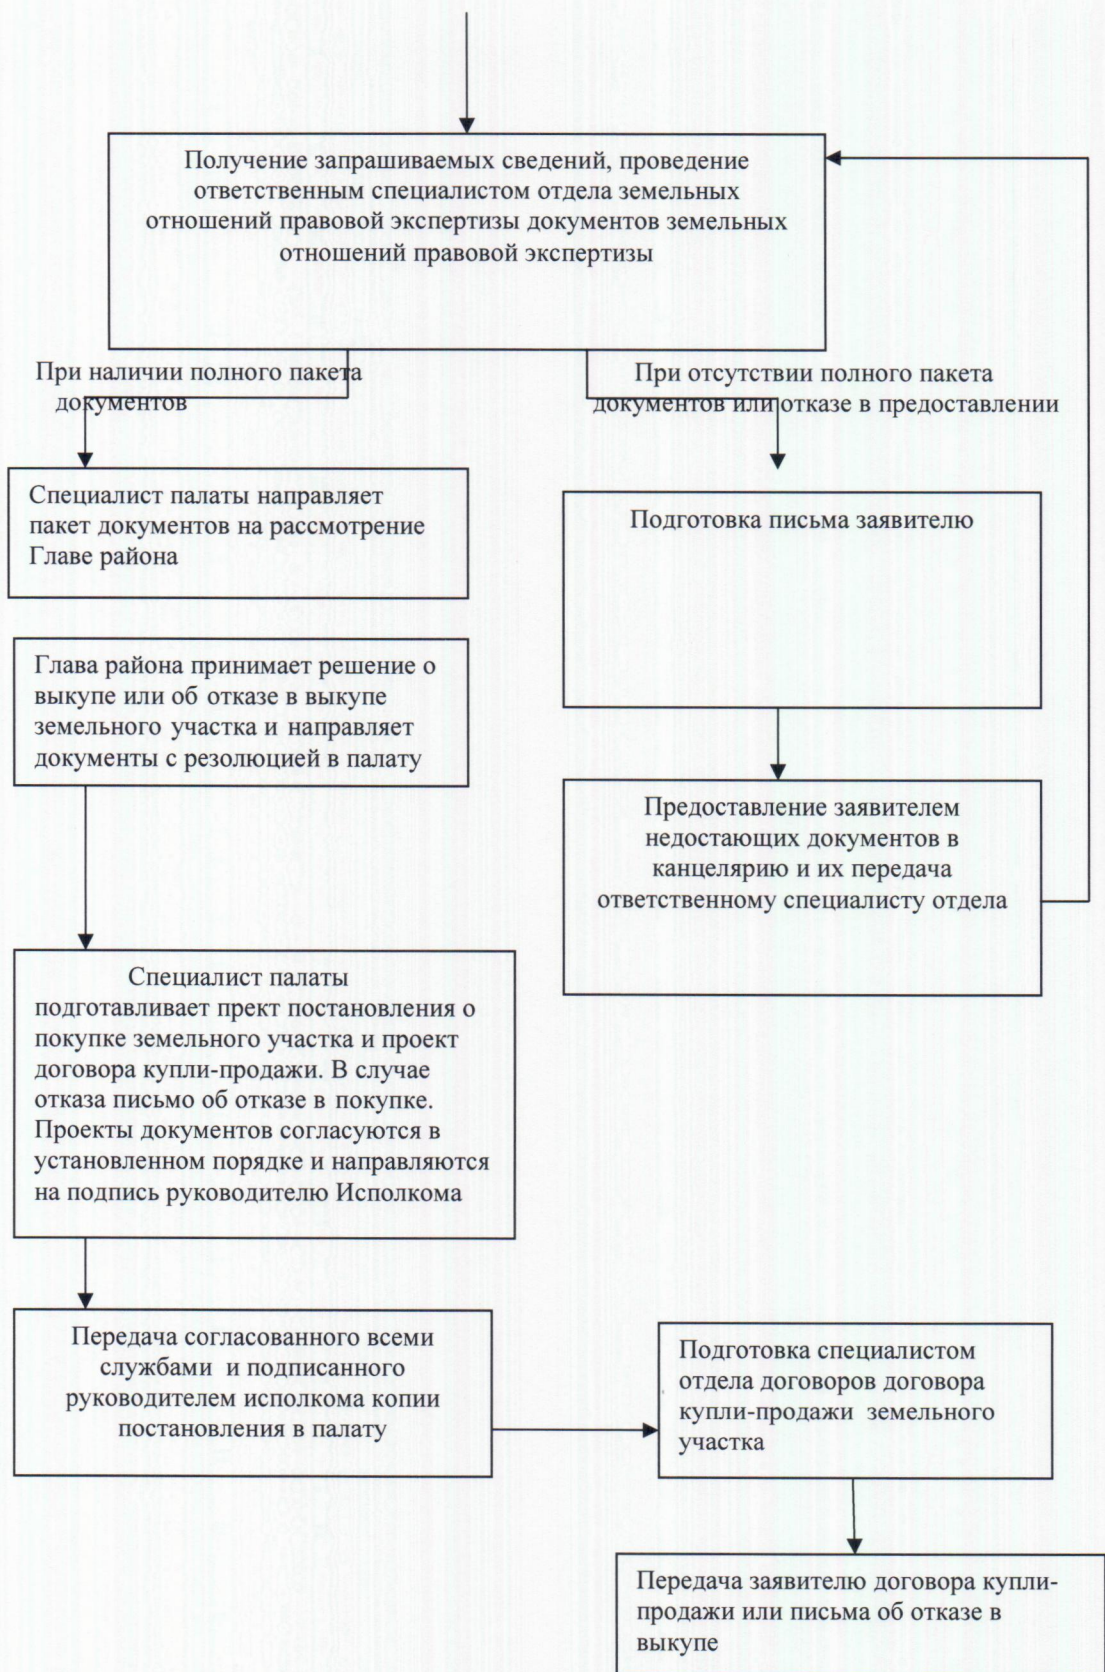 Получение запрашиваемых сведений, проведение
ответственным специалистом отдела земельных
отношений правовой экспертизы документов земельных
отношений правовой экспертизы
При наличии полного пакета
документов
При отсутствии полного пакета
документов или отказе в предоставлении
Специалист палаты направляет
пакет документов на рассмотрение
Главе района
Подготовка письма заявителю
Глава района принимает решение о
выкупе или об отказе в выкупе
земельного участка и направляет
документы с резолюцией в палату
Предоставление заявителем
недостающих документов в
канцелярию и их передача
ответственному специалисту отдела
Специалист палаты
подготавливает прект постановления о
покупке земельного участка и проект
договора купли-продажи. В случае
отказа письмо об отказе в покупке.
Проекты документов согласуются в
установленном порядке и направляются
на подпись руководителю Исполкома
Передача согласованного всеми
службами и подписанного
руководителем исполкома копии
постановления в палату
Подготовка специалистом
отдела договоров договора
купли-продажи земельного
участка
Передача заявителю договора купли-
продажи или письма об отказе в
выкупе